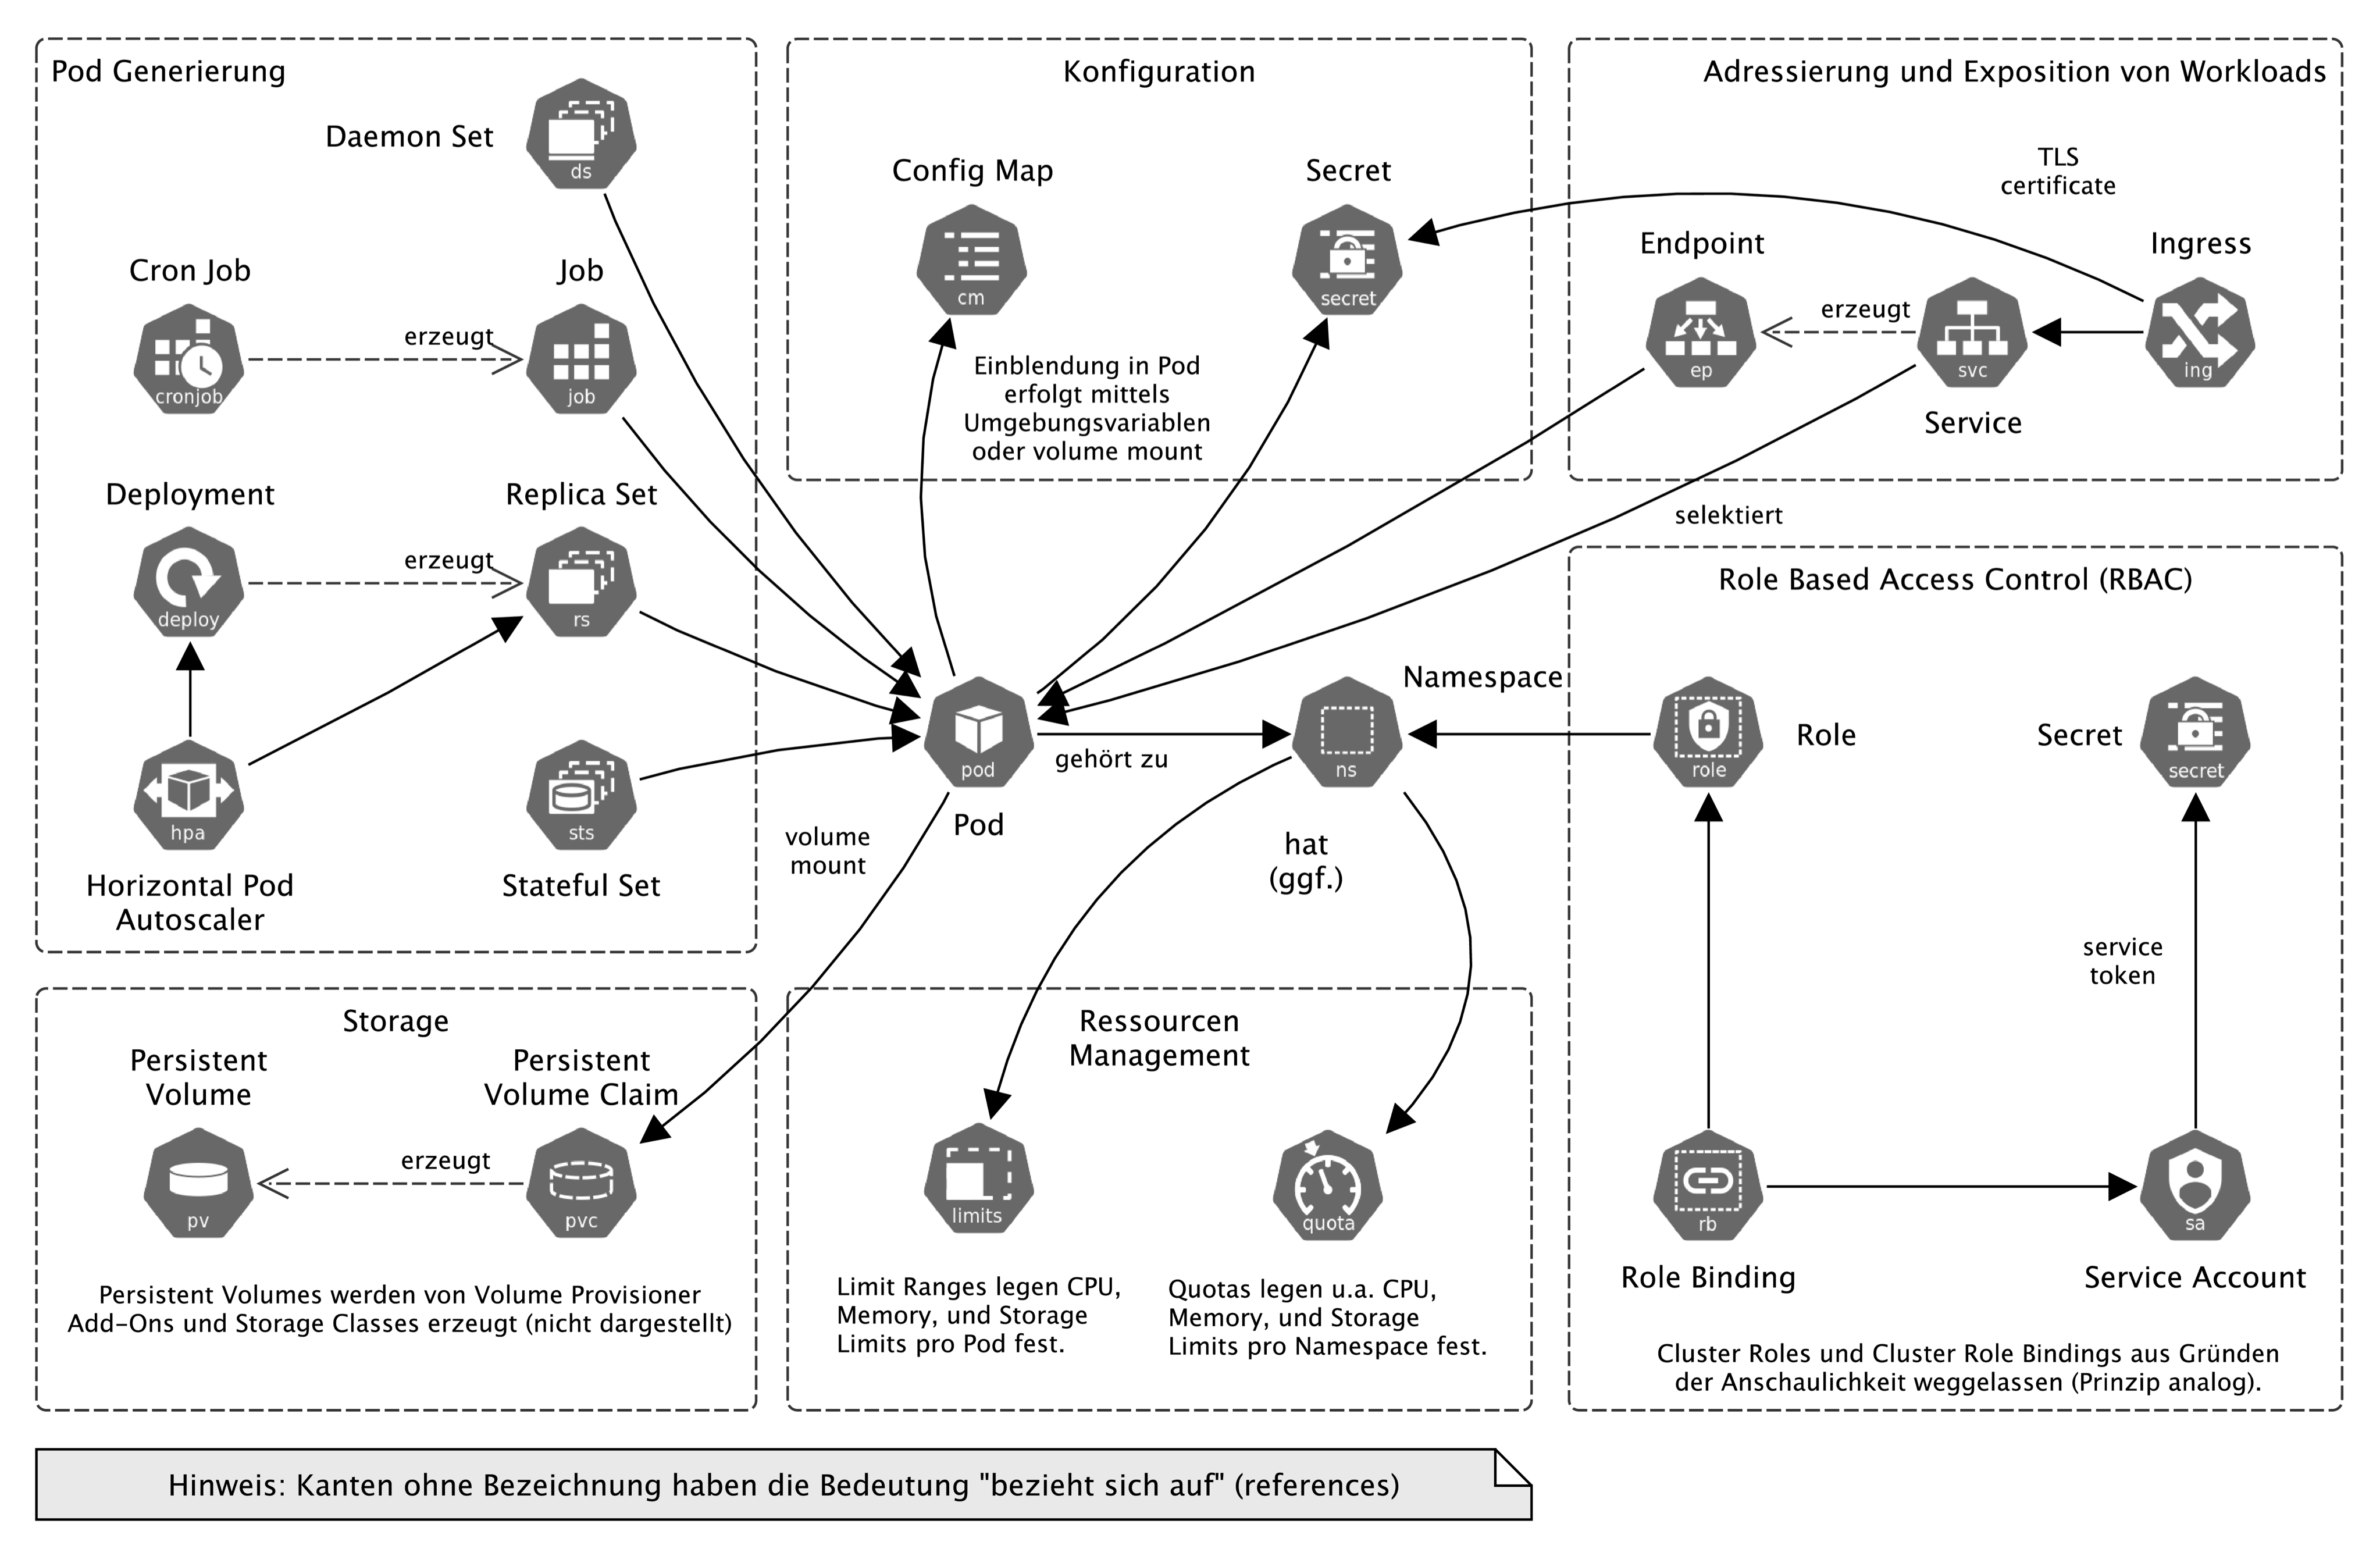 Pod Generierung
Daemon Set
ds
Cron Job
cronjob
erzeugt
Job
job
Deployment
deploy
erzeugt
Replica Set
rs
hpa
Horizontal Pod
Autoscaler
sts
Stateful Set
Konfiguration
Config Map
cm
Secret
secret
Einblendung in Pod
erfolgt mittels
Umgebungsvariablen
oder volume mount
Adressierung und Exposition von Workloads
TLS
certificate
Endpoint
ep
erzeugt
svc
Service
Ingress
ing
selektiert
pod
Pod
gehört zu
Namespace
ns
hat
(ggf.)
volume
mount
Role Based Access Control (RBAC)
role
Role
Secret
secret
service
token
rb
Role Binding
sa
Service Account
Cluster Roles und Cluster Role Bindings aus Gründen
der Anschaulichkeit weggelassen (Prinzip analog).
Storage
Persistent
Volume
pv
erzeugt
Persistent
Volume Claim
pvc
Persistent Volumes werden von Volume Provisioner
Add-Ons und Storage Classes erzeugt (nicht dargestellt)
Ressourcen
Management
limits
quota
Limit Ranges legen CPU,
Memory, und Storage
Limits pro Pod fest.
Quotas legen u.a. CPU,
Memory, und Storage
Limits pro Namespace fest.
Hinweis: Kanten ohne Bezeichnung haben die Bedeutung "bezieht sich auf" (references)